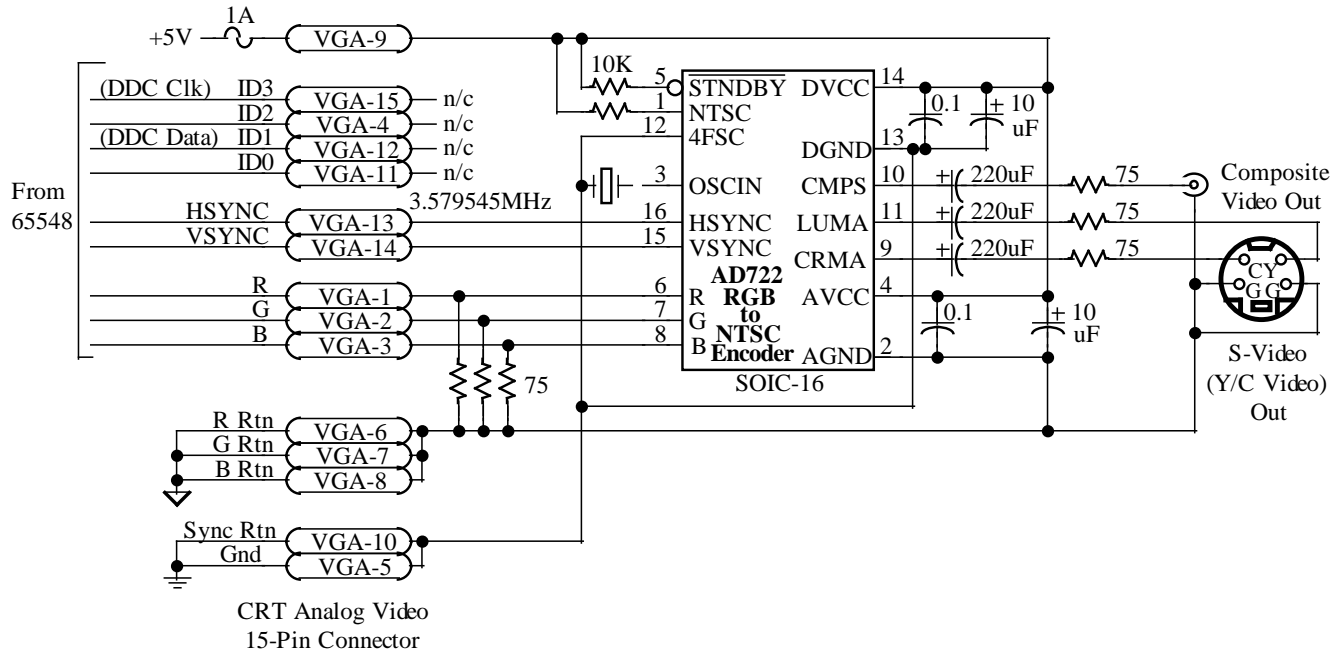 1A
+5V
VGA-9
(DDC Clk) ID3 VGA-15 n/c
ID2 VGA-4 n/c
(DDC Data) ID1 VGA-12 n/c
ID0 VGA-11 n/c
From
65548
3.579545MHz
HSYNC VGA-13
VSYNC VGA-14
R VGA-1
G VGA-2
B VGA-3
75
R Rtn VGA-6
G Rtn VGA-7
B Rtn VGA-8
Sync Rtn VGA-10
Gnd VGA-5
CRT Analog Video
15-Pin Connector
10K
5 STNDBY
1 NTSC
12 4FSC
3 OSCIN
16 HSYNC
15 VSYNC
6 R
7 G
8 B
AD722
RGB
to
NTSC
Encoder
SOIC-16
DVCC 14
DGND 13
CMPS 10
LUMA 11
CRMA 9
AVCC 4
AGND 2
0.1
+ 10
uF
+ 220uF 75
+ 220uF 75
+ 220uF 75
0.1
+ 10
uF
Composite
Video Out
C Y
G G
S-Video
(Y/C Video)
Out